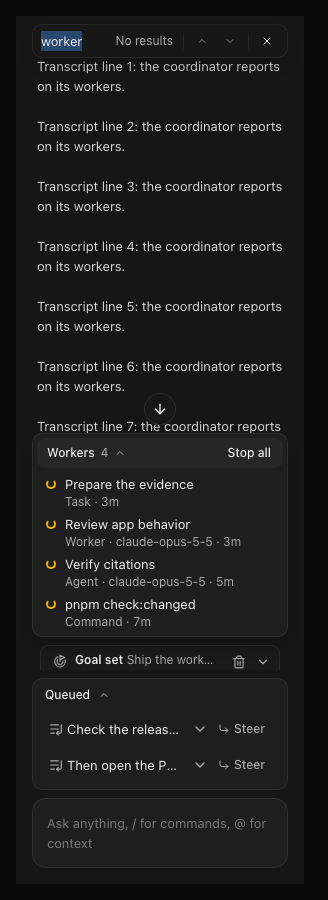 worker No results
Transcript line 1: the coordinator reports
on its workers.
Transcript line 2: the coordinator reports
on its workers.
Transcript line 3: the coordinator reports
on its workers.
Transcript line 4: the coordinator reports
on its workers.
Transcript line 5: the coordinator reports
on its workers.
Transcript line 6: the coordinator reports
on its workers.
Transcript line 7: the coordinator reports
Workers 4 Stop all
Prepare the evidence
Task · 3m
Review app behavior
Worker · claude-opus-5-5 · 3m
Verify citations
Agent · claude-opus-5-5 · 5m
pnpm check:changed
Command · 7m
Goal set Ship the work...
Queued
Check the releas... Steer
Then open the P... Steer
Ask anything, / for commands, @ for
context